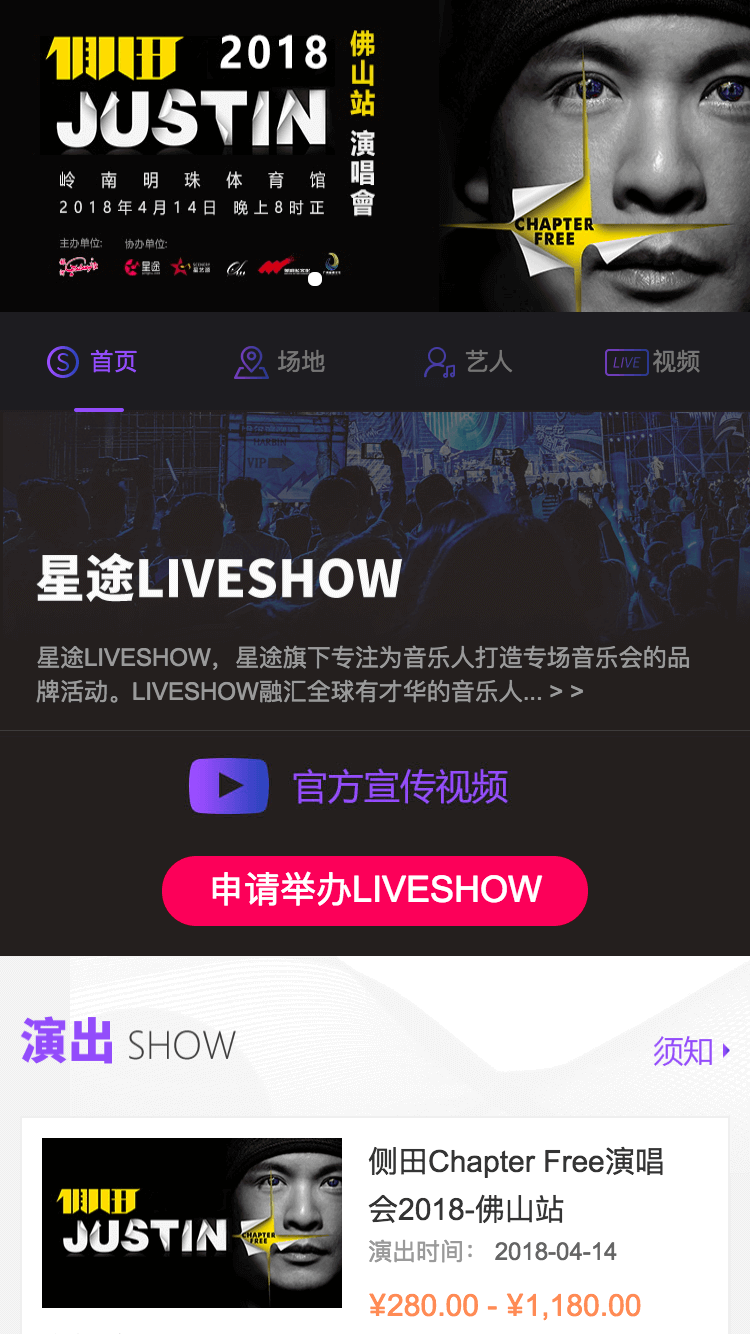 侧田 2018
JUSTIN
佛山站 演唱會
岭南明珠体育馆
2018年4月14日 晚上8时正
主办单位: 协办单位:
星途
CHAPTER
FREE
首页
场地
艺人
LIVE 视频
HARBIN
VIP
星途LIVESHOW
星途LIVESHOW，星途旗下专注为音乐人打造专场音乐会的品
牌活动。LIVESHOW融汇全球有才华的音乐人... > >
官方宣传视频
申请举办LIVESHOW
演出 SHOW
须知
侧田
JUSTIN
CHAPTER
FREE
侧田Chapter Free演唱
会2018-佛山站
演出时间： 2018-04-14
¥280.00 - ¥1,180.00